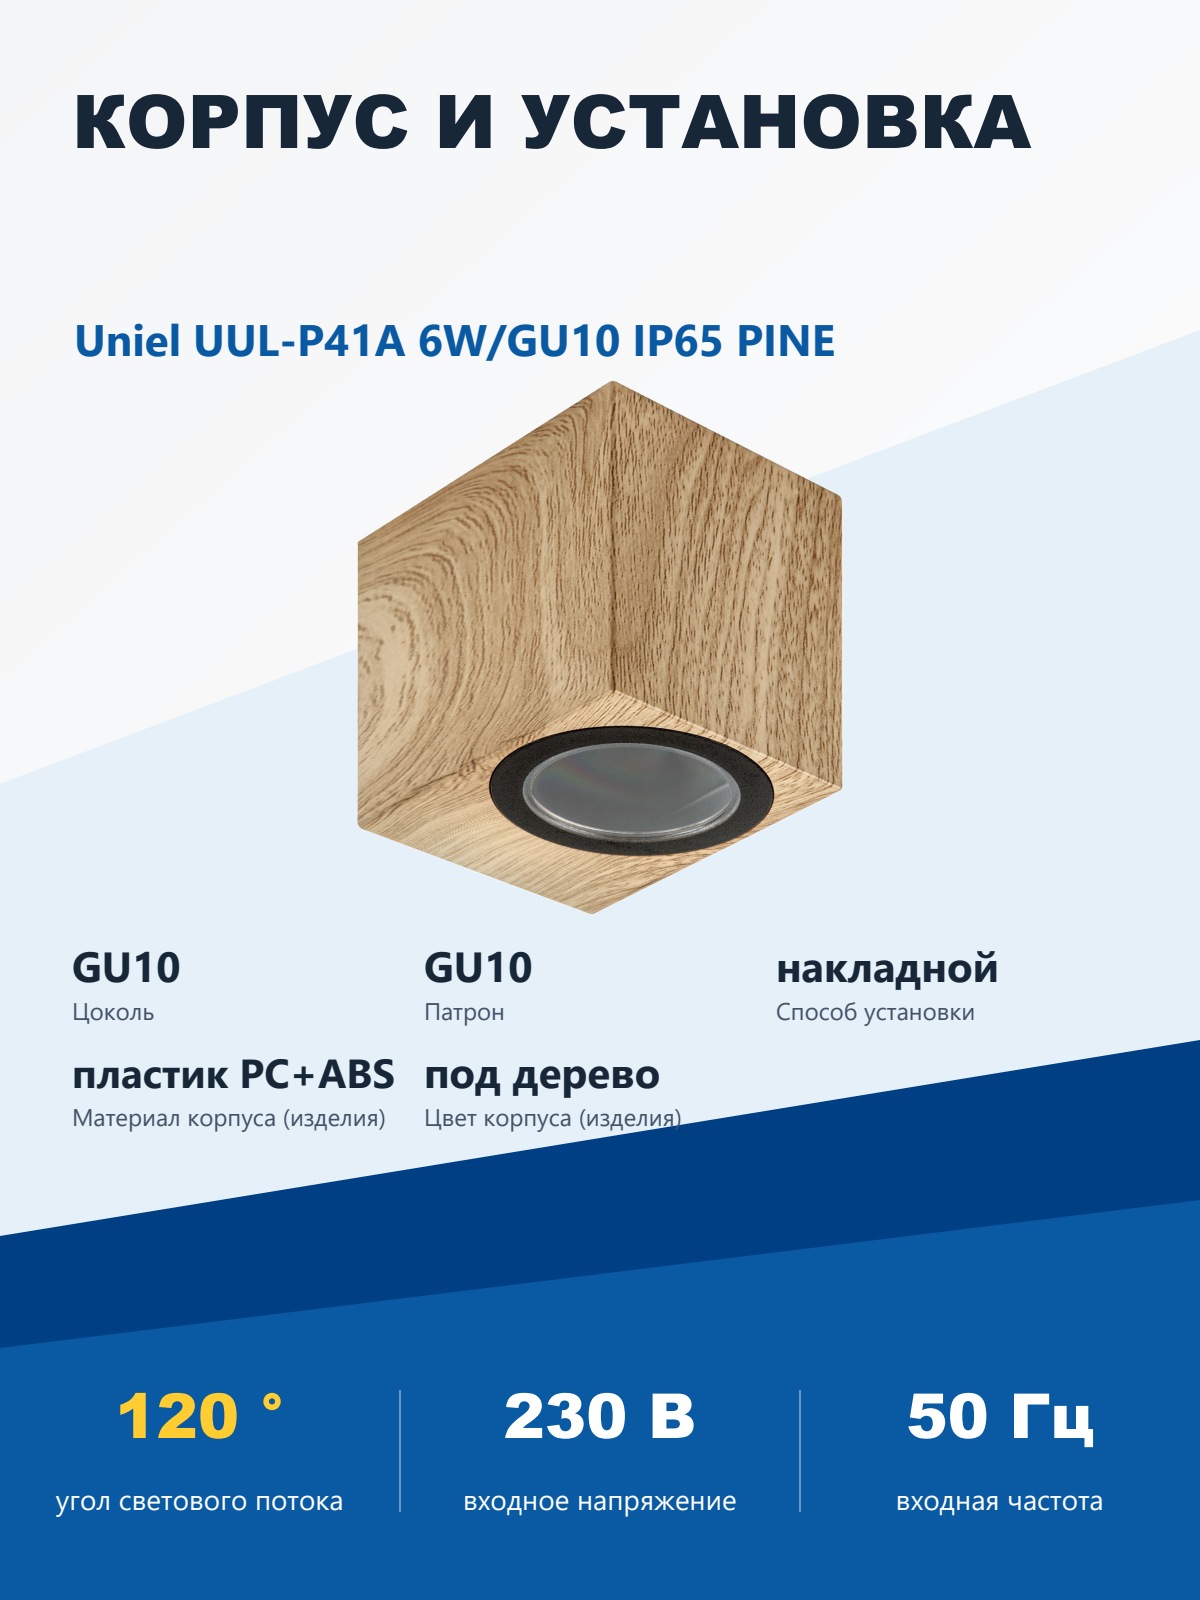 КОРПУС И УСТАНОВКА
Uniel UUL-P41A 6W/GU10 IP65 PINE
GU10
Цоколь
GU10
Патрон
накладной
Способ установки
пластик PC+ABS
Материал корпуса (изделия)
под дерево
Цвет корпуса (изделия)
120 °
угол светового потока
230 В
входное напряжение
50 Гц
входная частота